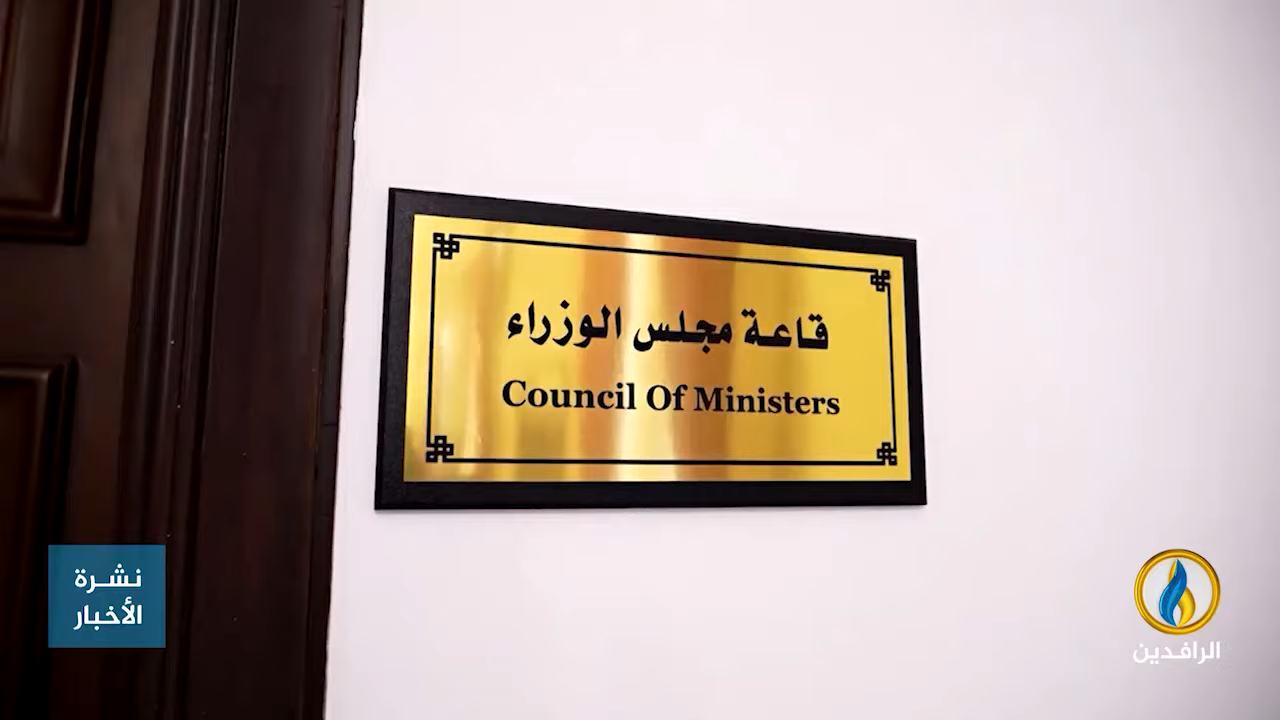 قاعة مجلس الوزراء
Council Of Ministers
نشرة
الأخبار
الرافدين